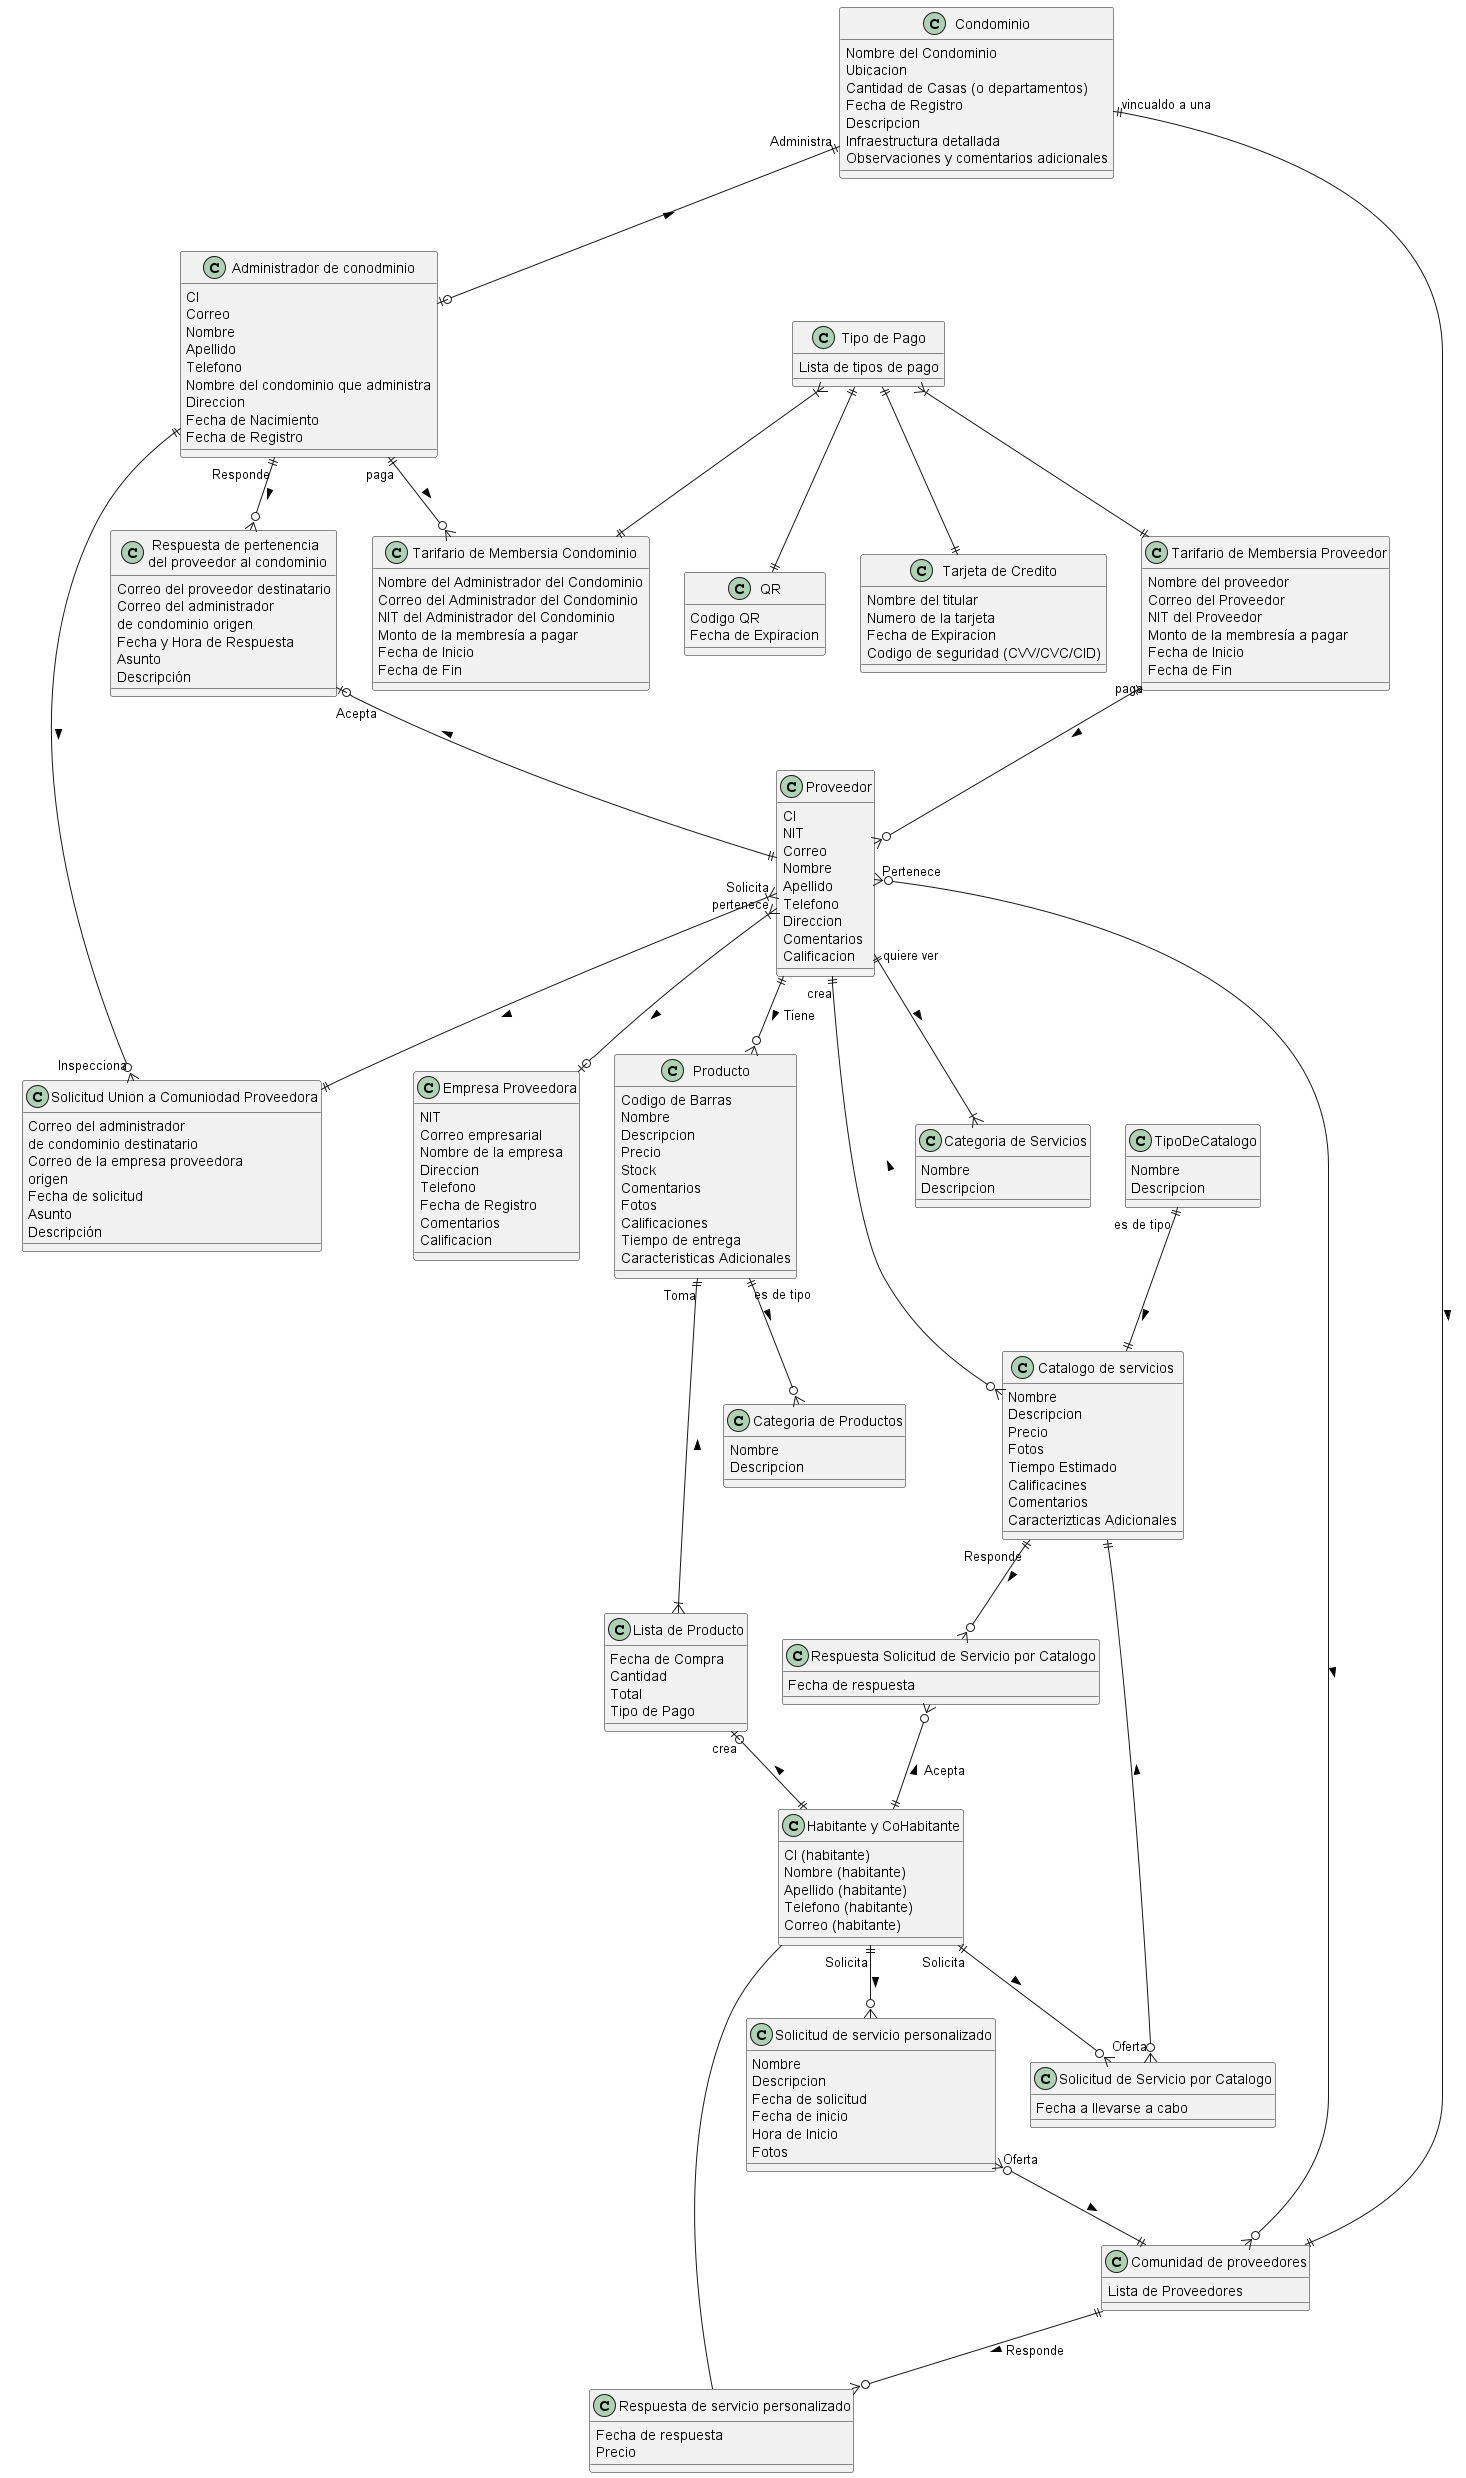 Condominio
Nombre del Condominio
Ubicacion
Cantidad de Casas (o departamentos)
Fecha de Registro
Descripcion
Infraestructura detallada
Observaciones y comentarios adicionales
vincualdo a una
Administra
Administrador de conodminio
CI
Correo
Nombre
Apellido
Telefono
Nombre del condominio que administra
Direccion
Fecha de Nacimiento
Fecha de Registro
Tipo de Pago
Lista de tipos de pago
Responde
paga
Respuesta de pertenencia
del proveedor al condominio
Correo del proveedor destinatario
Correo del administrador
de condominio origen
Fecha y Hora de Respuesta
Asunto
Descripción
Tarifario de Membersia Condominio
Nombre del Administrador del Condominio
Correo del Administrador del Condominio
NIT del Administrador del Condominio
Monto de la membresía a pagar
Fecha de Inicio
Fecha de Fin
QR
Codigo QR
Fecha de Expiracion
Tarjeta de Credito
Nombre del titular
Numero de la tarjeta
Fecha de Expiracion
Codigo de seguridad (CVV/CVC/CID)
Tarifario de Membersia Proveedor
Nombre del proveedor
Correo del Proveedor
NIT del Proveedor
Monto de la membresía a pagar
Fecha de Inicio
Fecha de Fin
paga
Acepta
Proveedor
CI
NIT
Correo
Nombre
Apellido
Telefono
Direccion
Comentarios
Calificacion
Pertenece
Solicita
pertenece
quiere ver
crea
Tiene
Inspecciona
Solicitud Union a Comuniodad Proveedora
Correo del administrador
de condominio destinatario
Correo de la empresa proveedora
origen
Fecha de solicitud
Asunto
Descripción
Empresa Proveedora
NIT
Correo empresarial
Nombre de la empresa
Direccion
Telefono
Fecha de Registro
Comentarios
Calificacion
Producto
Codigo de Barras
Nombre
Descripcion
Precio
Stock
Comentarios
Fotos
Calificaciones
Tiempo de entrega
Caracteristicas Adicionales
Categoria de Servicios
Nombre
Descripcion
TipoDeCatalogo
Nombre
Descripcion
es de tipo
Toma
es de tipo
Catalogo de servicios
Nombre
Descripcion
Precio
Fotos
Tiempo Estimado
Calificacines
Comentarios
Caracterizticas Adicionales
Categoria de Productos
Nombre
Descripcion
Responde
Lista de Producto
Fecha de Compra
Cantidad
Total
Tipo de Pago
Respuesta Solicitud de Servicio por Catalogo
Fecha de respuesta
crea
Acepta
Habitante y CoHabitante
CI (habitante)
Nombre (habitante)
Apellido (habitante)
Telefono (habitante)
Correo (habitante)
Solicita
Solicita
Solicitud de servicio personalizado
Nombre
Descripcion
Fecha de solicitud
Fecha de inicio
Hora de Inicio
Fotos
Oferta
Solicitud de Servicio por Catalogo
Fecha a llevarse a cabo
Oferta
Comunidad de proveedores
Lista de Proveedores
Responde
Respuesta de servicio personalizado
Fecha de respuesta
Precio